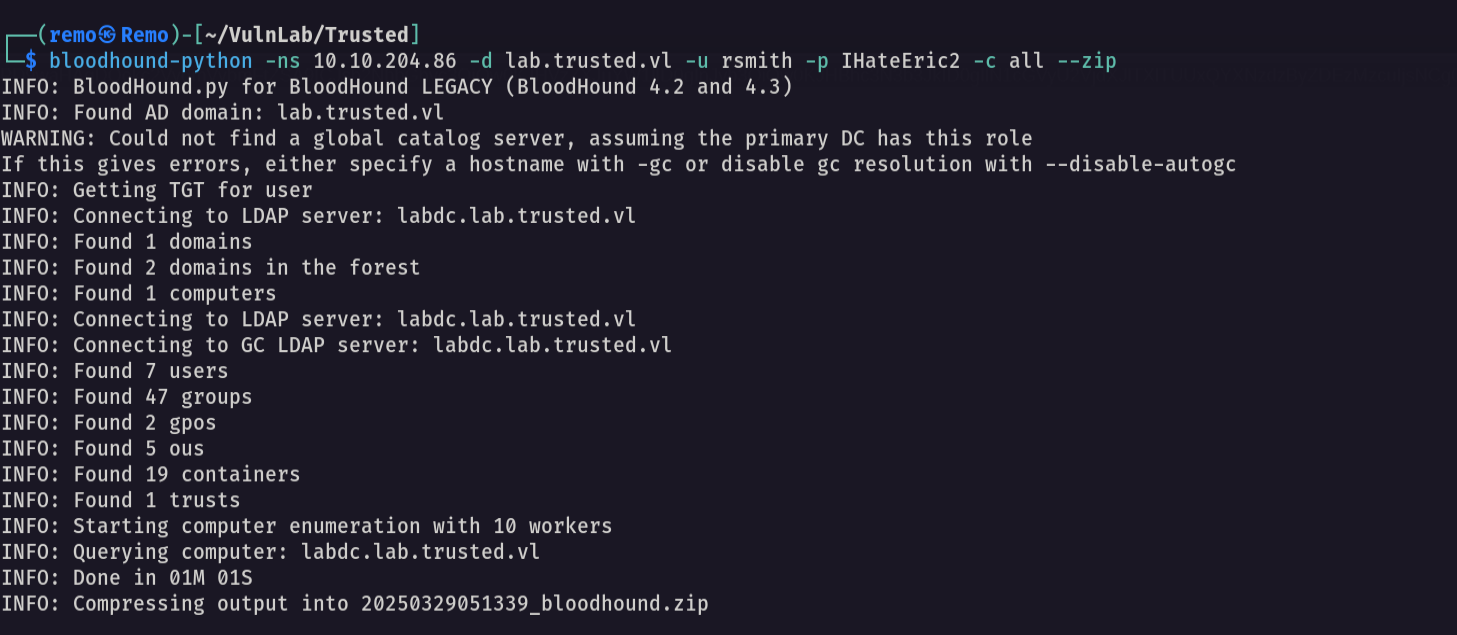 ┌──(remo㉿Remo)-[~/VulnLab/Trusted]
└─$ bloodhound-python -ns 10.10.204.86 -d lab.trusted.vl -u rsmith -p IHateEric2 -c all --zip
INFO: BloodHound.py for BloodHound LEGACY (BloodHound 4.2 and 4.3)
INFO: Found AD domain: lab.trusted.vl
WARNING: Could not find a global catalog server, assuming the primary DC has this role
If this gives errors, either specify a hostname with -gc or disable gc resolution with --disable-autogc
INFO: Getting TGT for user
INFO: Connecting to LDAP server: labdc.lab.trusted.vl
INFO: Found 1 domains
INFO: Found 2 domains in the forest
INFO: Found 1 computers
INFO: Connecting to LDAP server: labdc.lab.trusted.vl
INFO: Connecting to GC LDAP server: labdc.lab.trusted.vl
INFO: Found 7 users
INFO: Found 47 groups
INFO: Found 2 gpos
INFO: Found 5 ous
INFO: Found 19 containers
INFO: Found 1 trusts
INFO: Starting computer enumeration with 10 workers
INFO: Querying computer: labdc.lab.trusted.vl
INFO: Done in 01M 01S
INFO: Compressing output into 20250329051339_bloodhound.zip